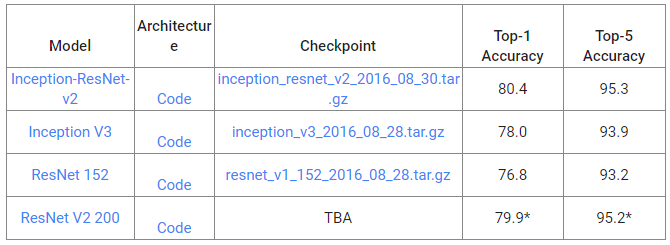 Model Architectur
e Checkpoint Top-1
Accuracy Top-5
Accuracy
Inception-ResNet-
v2 Code inception_resnet_v2_2016_08_30.tar
.gz 80.4 95.3
Inception V3 Code inception_v3_2016_08_28.tar.gz 78.0 93.9
ResNet 152 Code resnet_v1_152_2016_08_28.tar.gz 76.8 93.2
ResNet V2 200 Code TBA 79.9* 95.2*